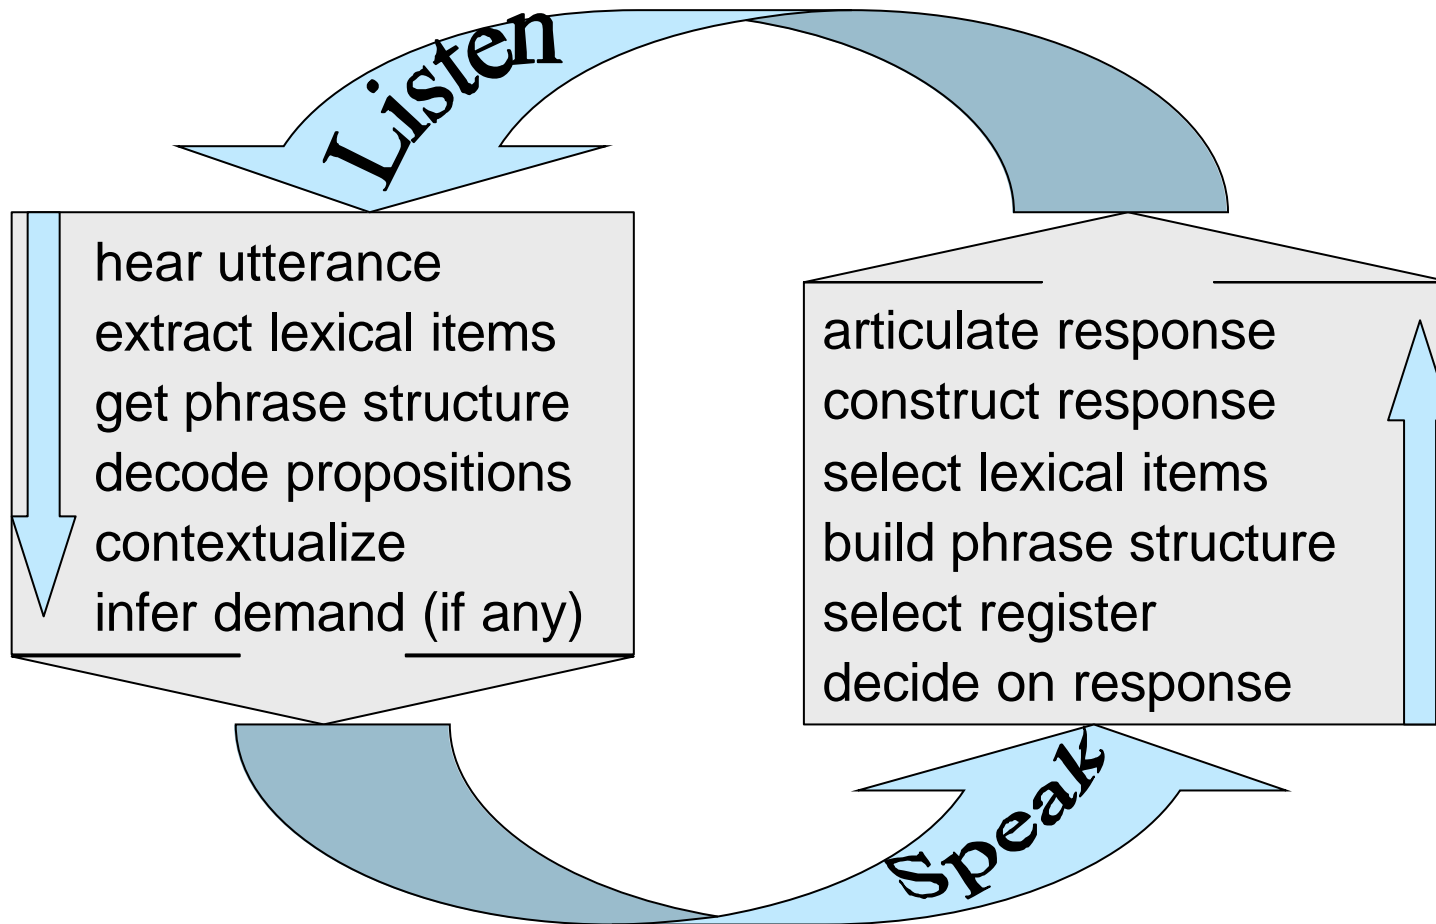 Listen
hear utterance
extract lexical items
get phrase structure
decode propositions
contextualize
infer demand (if any)
articulate response
construct response
select lexical items
build phrase structure
select register
decide on response
Speak